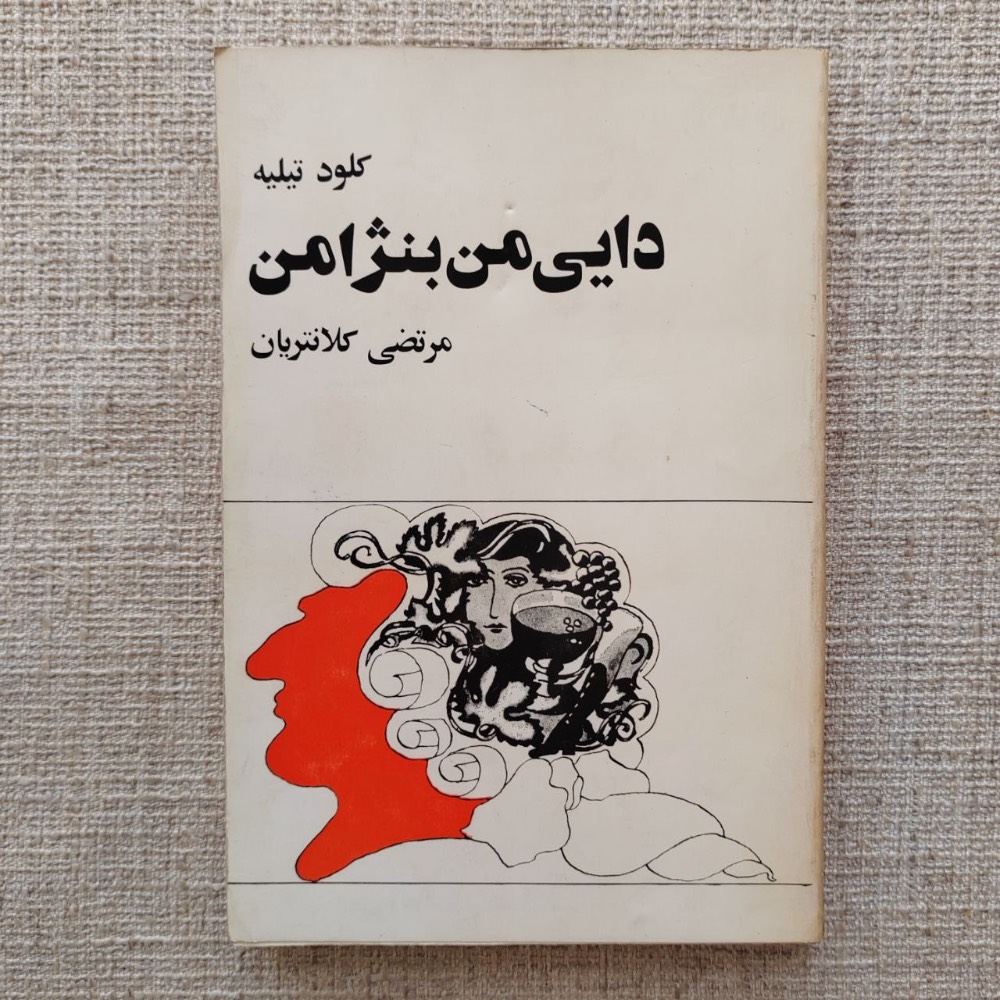 کلود تیلیه
دایی من بنژامن
مرتضی کلانتریان